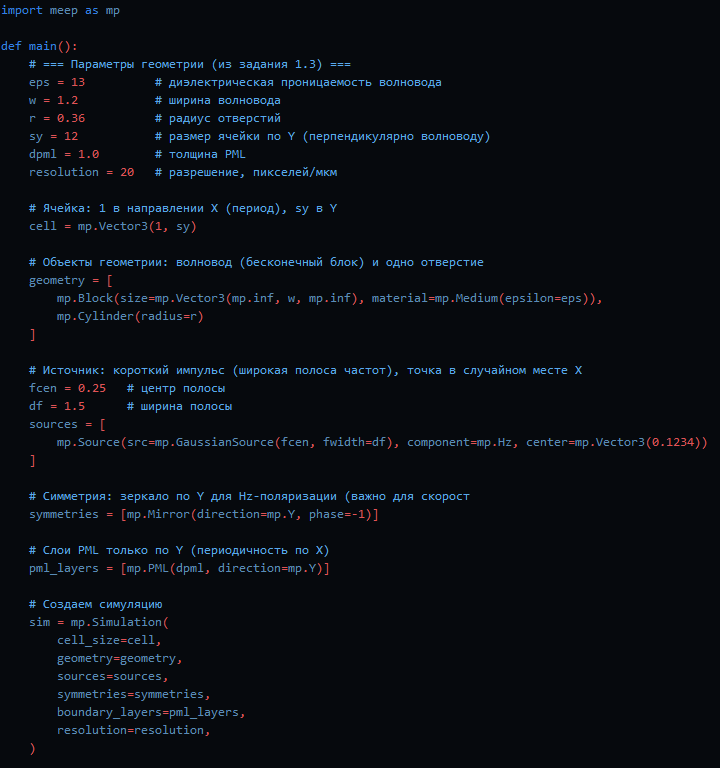 import meep as mp
def main():
# === Параметры геометрии (из задания 1.3) ===
eps = 13 # диэлектрическая проницаемость волновода
w = 1.2 # ширина волновода
r = 0.36 # радиус отверстий
sy = 12 # размер ячейки по Y (перпендикулярно волноводу)
dpml = 1.0 # толщина PML
resolution = 20 # разрешение, пикселей/мкм
# Ячейка: 1 в направлении X (период), sy в Y
cell = mp.Vector3(1, sy)
# Объекты геометрии: волновод (бесконечный блок) и одно отверстие
geometry = [
mp.Block(size=mp.Vector3(mp.inf, w, mp.inf), material=mp.Medium(epsilon=eps)),
mp.Cylinder(radius=r)
]
# Источник: короткий импульс (широкая полоса частот), точка в случайном месте X
fcen = 0.25 # центр полосы
df = 1.5 # ширина полосы
sources = [
mp.Source(src=mp.GaussianSource(fcen, fwidth=df), component=mp.Hz, center=mp.Vector3(0.1234))
]
# Симметрия: зеркало по Y для Hz-поляризации (важно для скорост
symmetries = [mp.Mirror(direction=mp.Y, phase=-1)]
# Слои PML только по Y (периодичность по X)
pml_layers = [mp.PML(dpml, direction=mp.Y)]
# Создаем симуляцию
sim = mp.Simulation(
cell_size=cell,
geometry=geometry,
sources=sources,
symmetries=symmetries,
boundary_layers=pml_layers,
resolution=resolution,
)